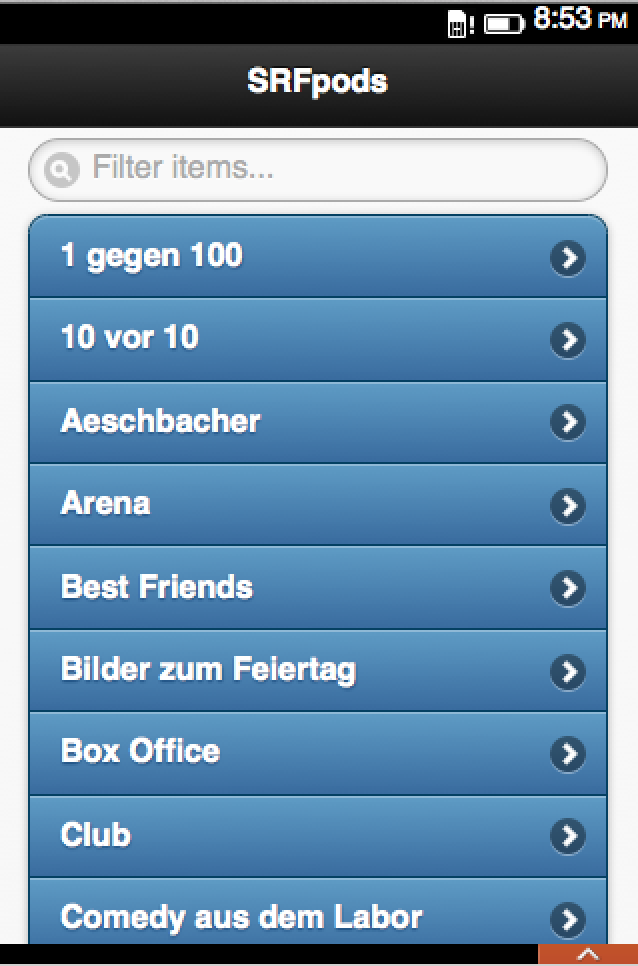 8:53 PM
SRFpods
Filter items...
1 gegen 100
10 vor 10
Aeschbacher
Arena
Best Friends
Bilder zum Feiertag
Box Office
Club
Comedy aus dem Labor